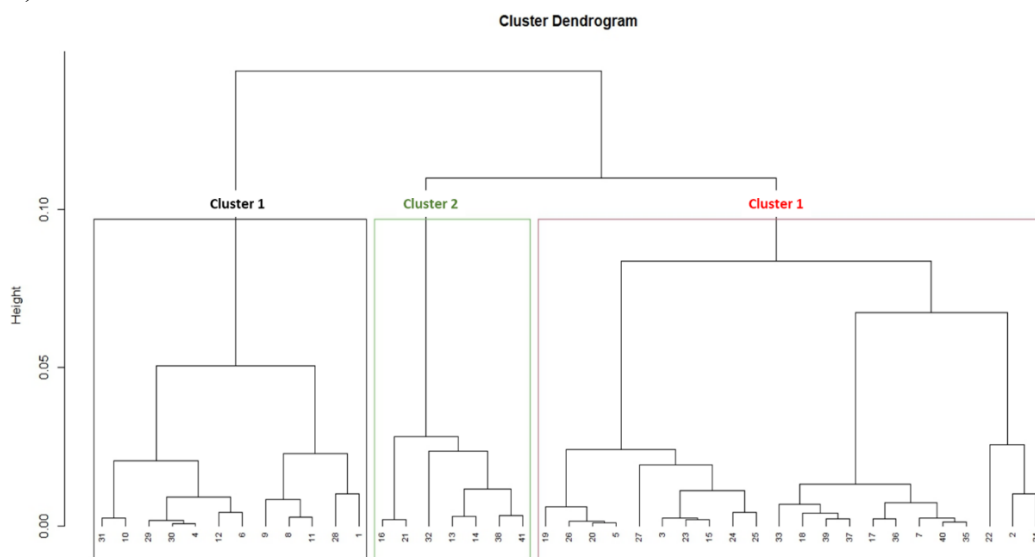 Cluster Dendrogram
Height
0.10
0.05
0.00
Cluster 1
Cluster 2
Cluster 1
31 10 29 30 4 12 6 9 8 11 28 1 16 21 32 13 14 38 41 19 26 20 5 27 3 23 15 24 25 33 18 39 37 17 36 7 40 35 22 2